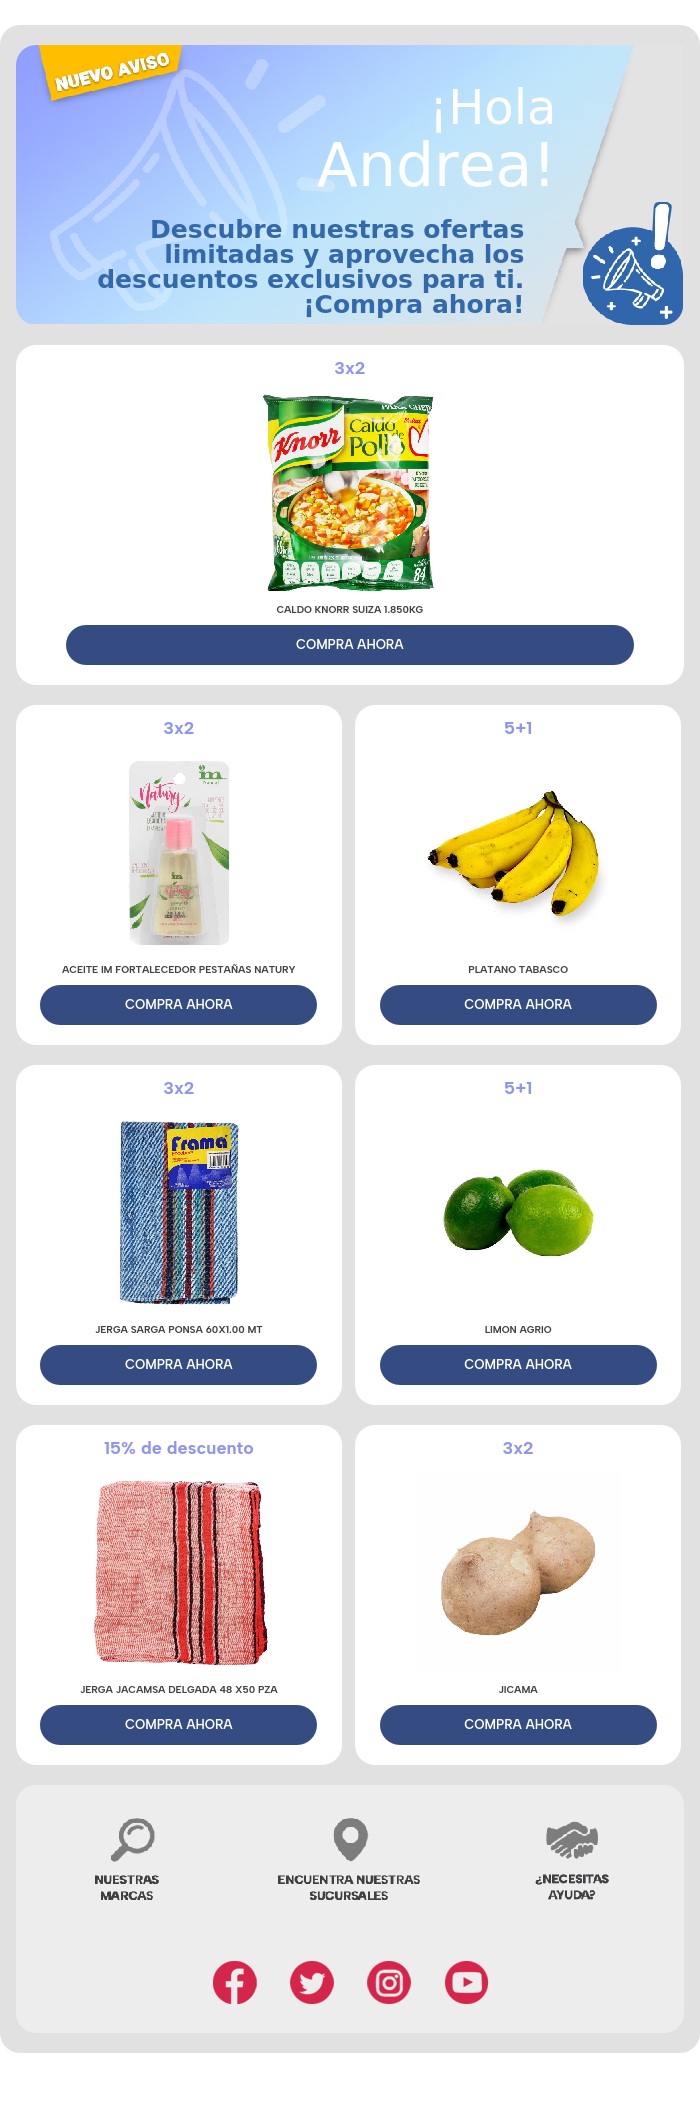 NUEVO AVISO
¡Hola
Andrea!
Descubre nuestras ofertas
limitadas y aprovecha los
descuentos exclusivos para ti.
¡Compra ahora!
3x2
Knorr
Caldo de
Pollo
84
CALDO KNORR SUIZA 1.850KG
COMPRA AHORA
3x2
im
Natury
ACEITE IM FORTALECEDOR PESTAÑAS NATURY
COMPRA AHORA
5+1
PLATANO TABASCO
COMPRA AHORA
3x2
Frama
JERGA SARGA PONSA 60X1.00 MT
COMPRA AHORA
5+1
LIMON AGRIO
COMPRA AHORA
15% de descuento
JERGA JACAMSA DELGADA 48 X50 PZA
COMPRA AHORA
3x2
JICAMA
COMPRA AHORA
NUESTRAS
MARCAS
ENCUENTRA NUESTRAS
SUCURSALES
¿NECESITAS
AYUDA?